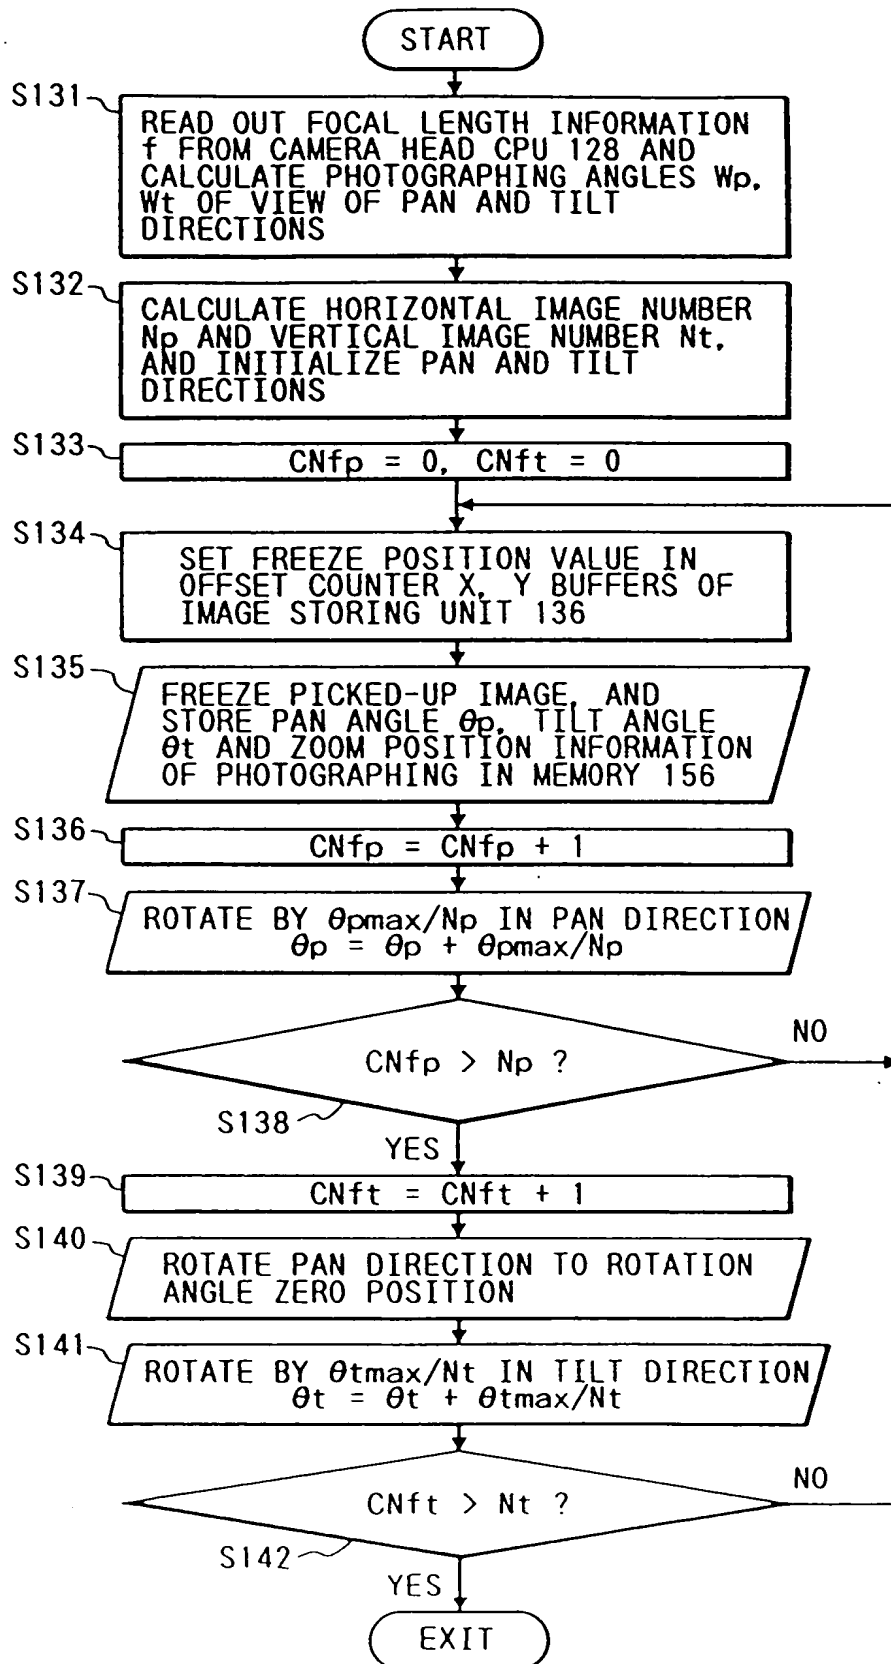 START
S131
READ OUT FOCAL LENGTH INFORMATION
f FROM CAMERA HEAD CPU 128 AND
CALCULATE PHOTOGRAPHING ANGLES Wp,
Wt OF VIEW OF PAN AND TILT
DIRECTIONS
S132
CALCULATE HORIZONTAL IMAGE NUMBER
Np AND VERTICAL IMAGE NUMBER Nt,
AND INITIALIZE PAN AND TILT
DIRECTIONS
S133
CNfp = 0, CNft = 0
S134
SET FREEZE POSITION VALUE IN
OFFSET COUNTER X, Y BUFFERS OF
IMAGE STORING UNIT 136
S135
FREEZE PICKED-UP IMAGE, AND
STORE PAN ANGLE θp, TILT ANGLE
θt AND ZOOM POSITION INFORMATION
OF PHOTOGRAPHING IN MEMORY 156
S136
CNfp = CNfp + 1
S137
ROTATE BY θpmax/Np IN PAN DIRECTION
θp = θp + θpmax/Np
CNfp > Np ?
NO
S138
YES
S139
CNft = CNft + 1
S140
ROTATE PAN DIRECTION TO ROTATION
ANGLE ZERO POSITION
S141
ROTATE BY θtmax/Nt IN TILT DIRECTION
θt = θt + θtmax/Nt
CNft > Nt ?
NO
S142
YES
EXIT